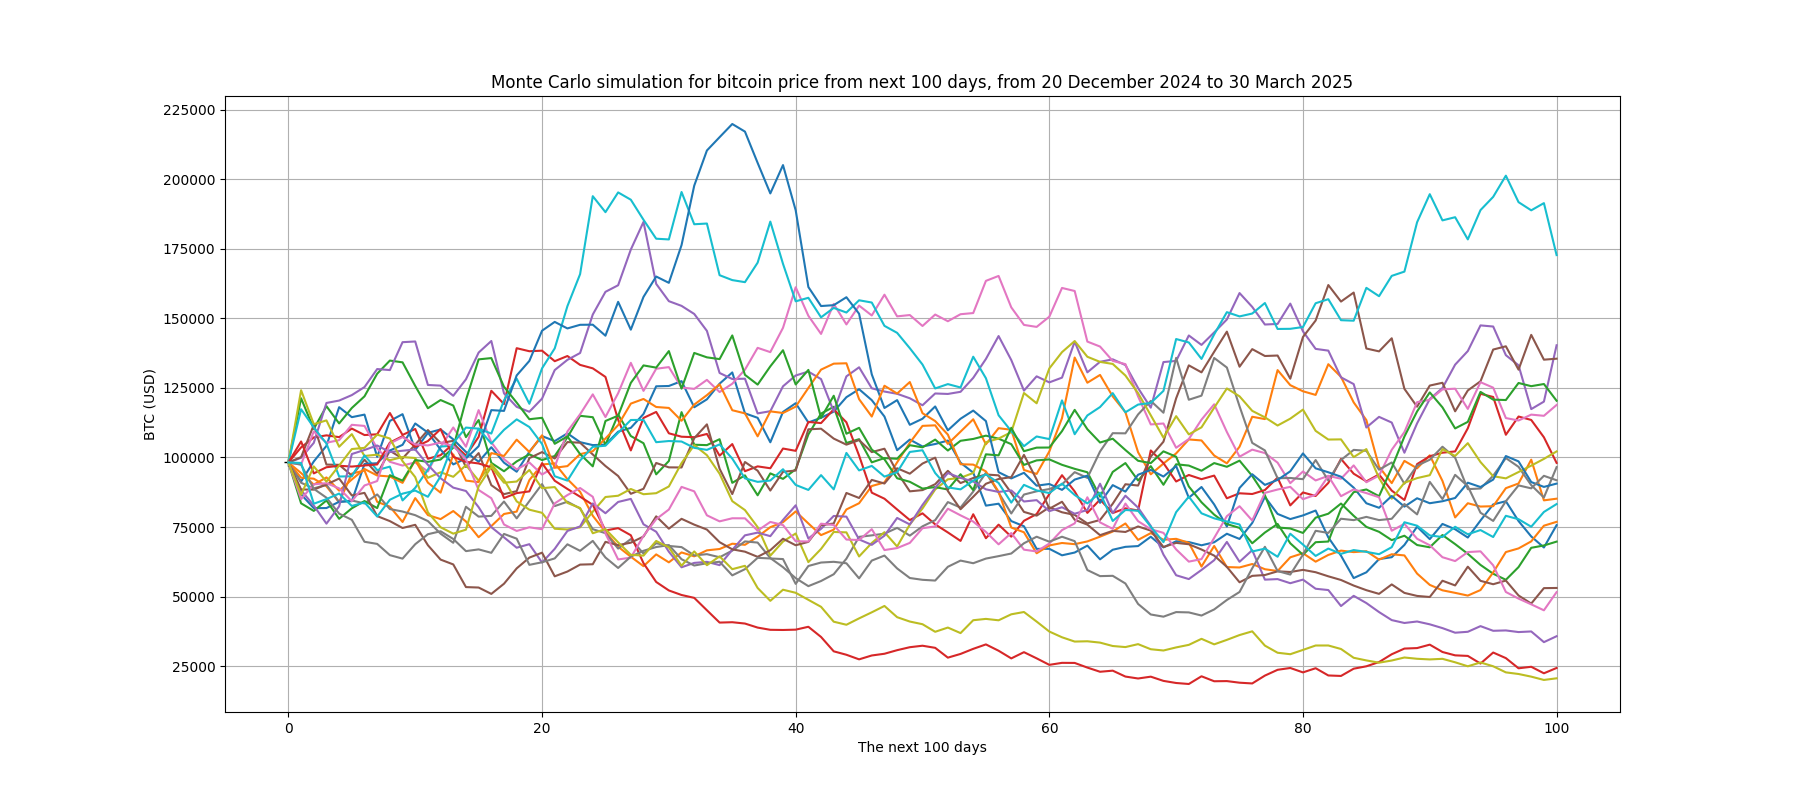 Monte Carlo simulation for bitcoin price from next 100 days, from 20 December 2024 to 30 March 2025
225000
200000
175000
150000
125000
100000
75000
50000
25000
BTC (USD)
0 20 40 60 80 100
The next 100 days